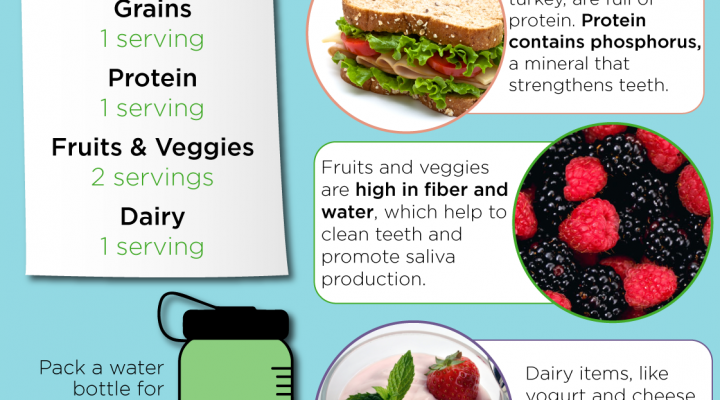 Grains
1 serving
Protein
1 serving
Fruits & Veggies
2 servings
Dairy
1 serving
turkey, are full of
protein. Protein
contains phosphorus,
a mineral that
strengthens teeth.
Fruits and veggies
are high in fiber and
water, which help to
clean teeth and
promote saliva
production.
Pack a water
bottle for
Dairy items, like
yogurt and cheese